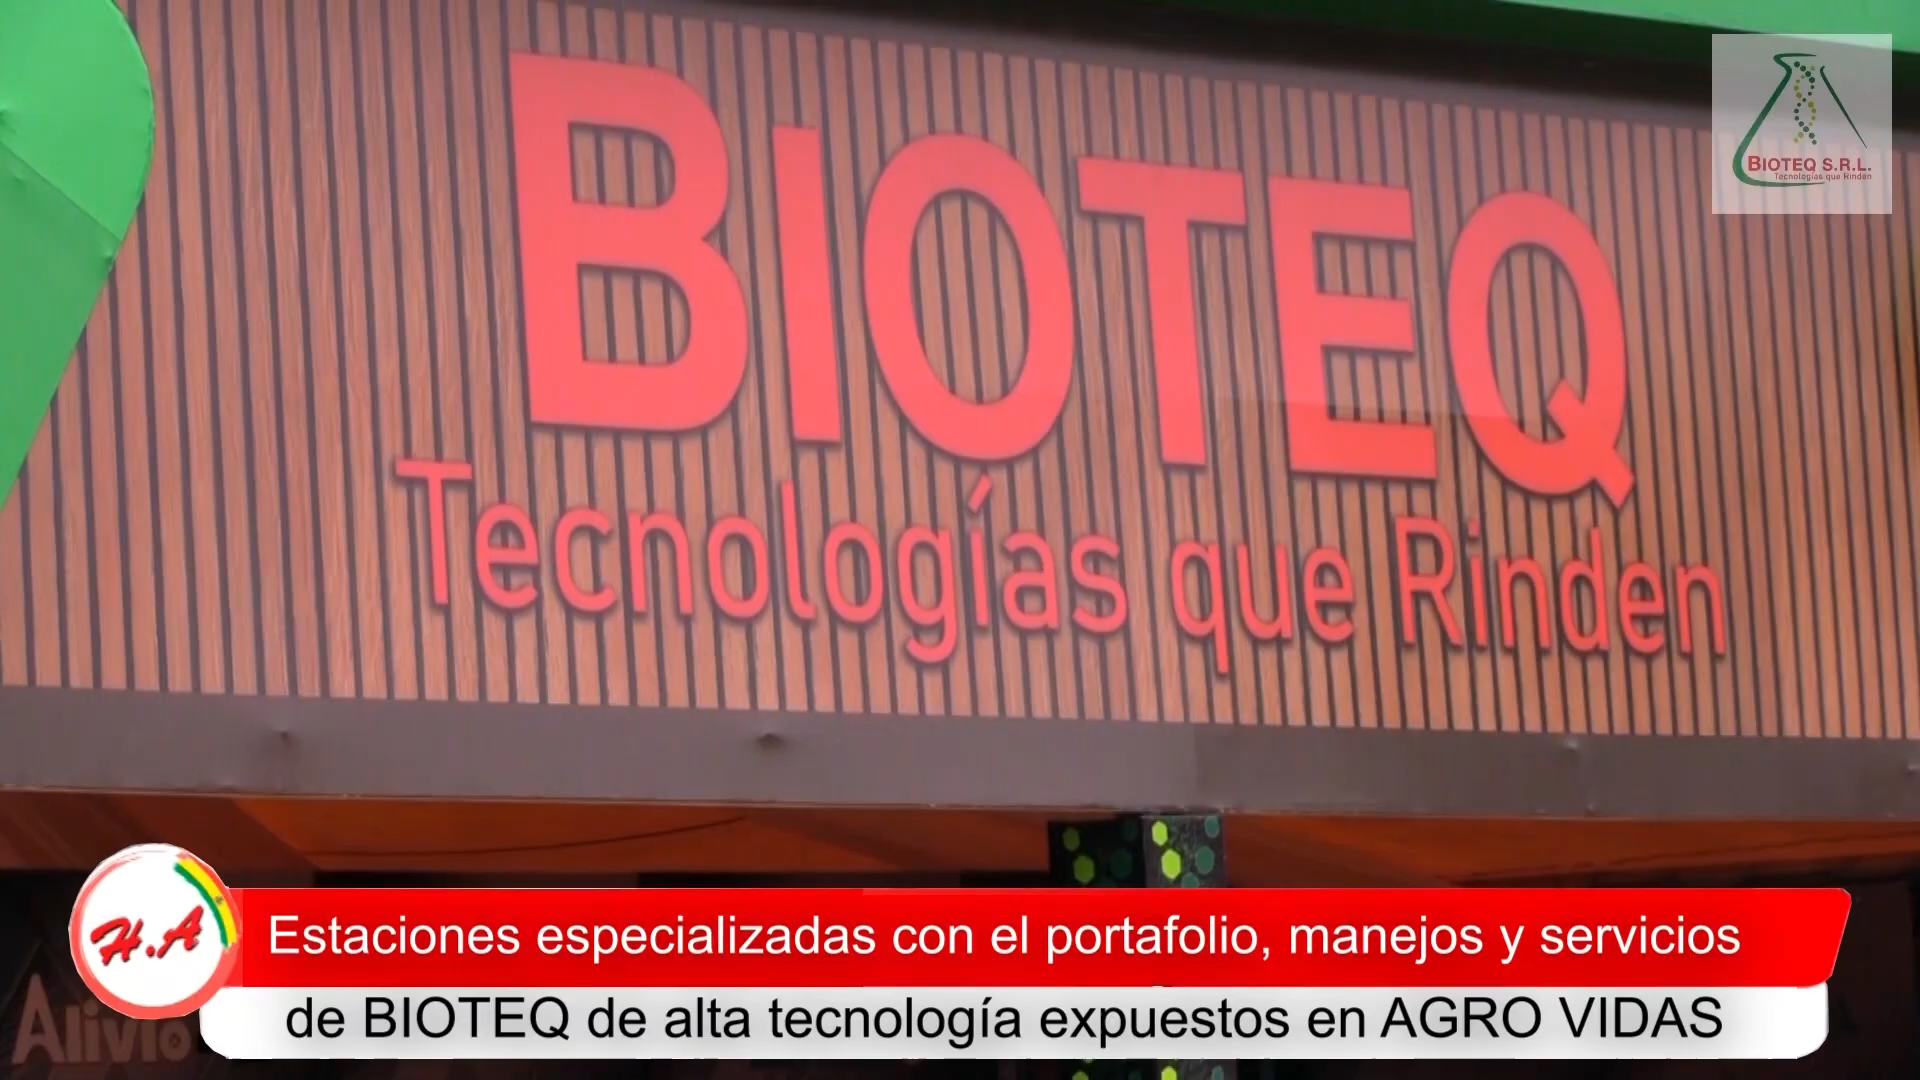 BIOTEQ
Tecnologías que Rinden
BIOTEQ S.R.L.
Tecnologías que Rinden
H.A
Estaciones especializadas con el portafolio, manejos y servicios
de BIOTEQ de alta tecnología expuestos en AGRO VIDAS
Alivio